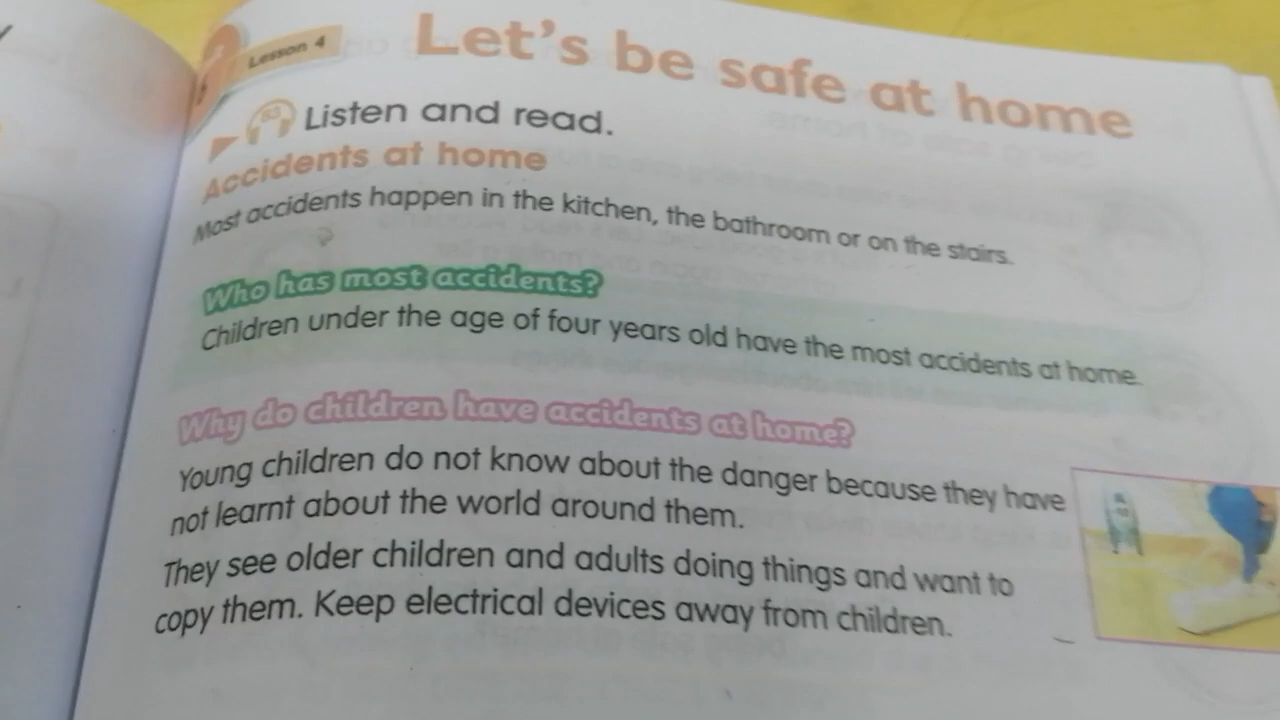 Lesson 4
Let's be safe at home
83 Listen and read.
Accidents at home
Most accidents happen in the kitchen, the bathroom or on the stairs.
Who has most accidents?
Children under the age of four years old have the most accidents at home.
Why do children have accidents at home?
Young children do not know about the danger because they have
not learnt about the world around them.
They see older children and adults doing things and want to
copy them. Keep electrical devices away from children.